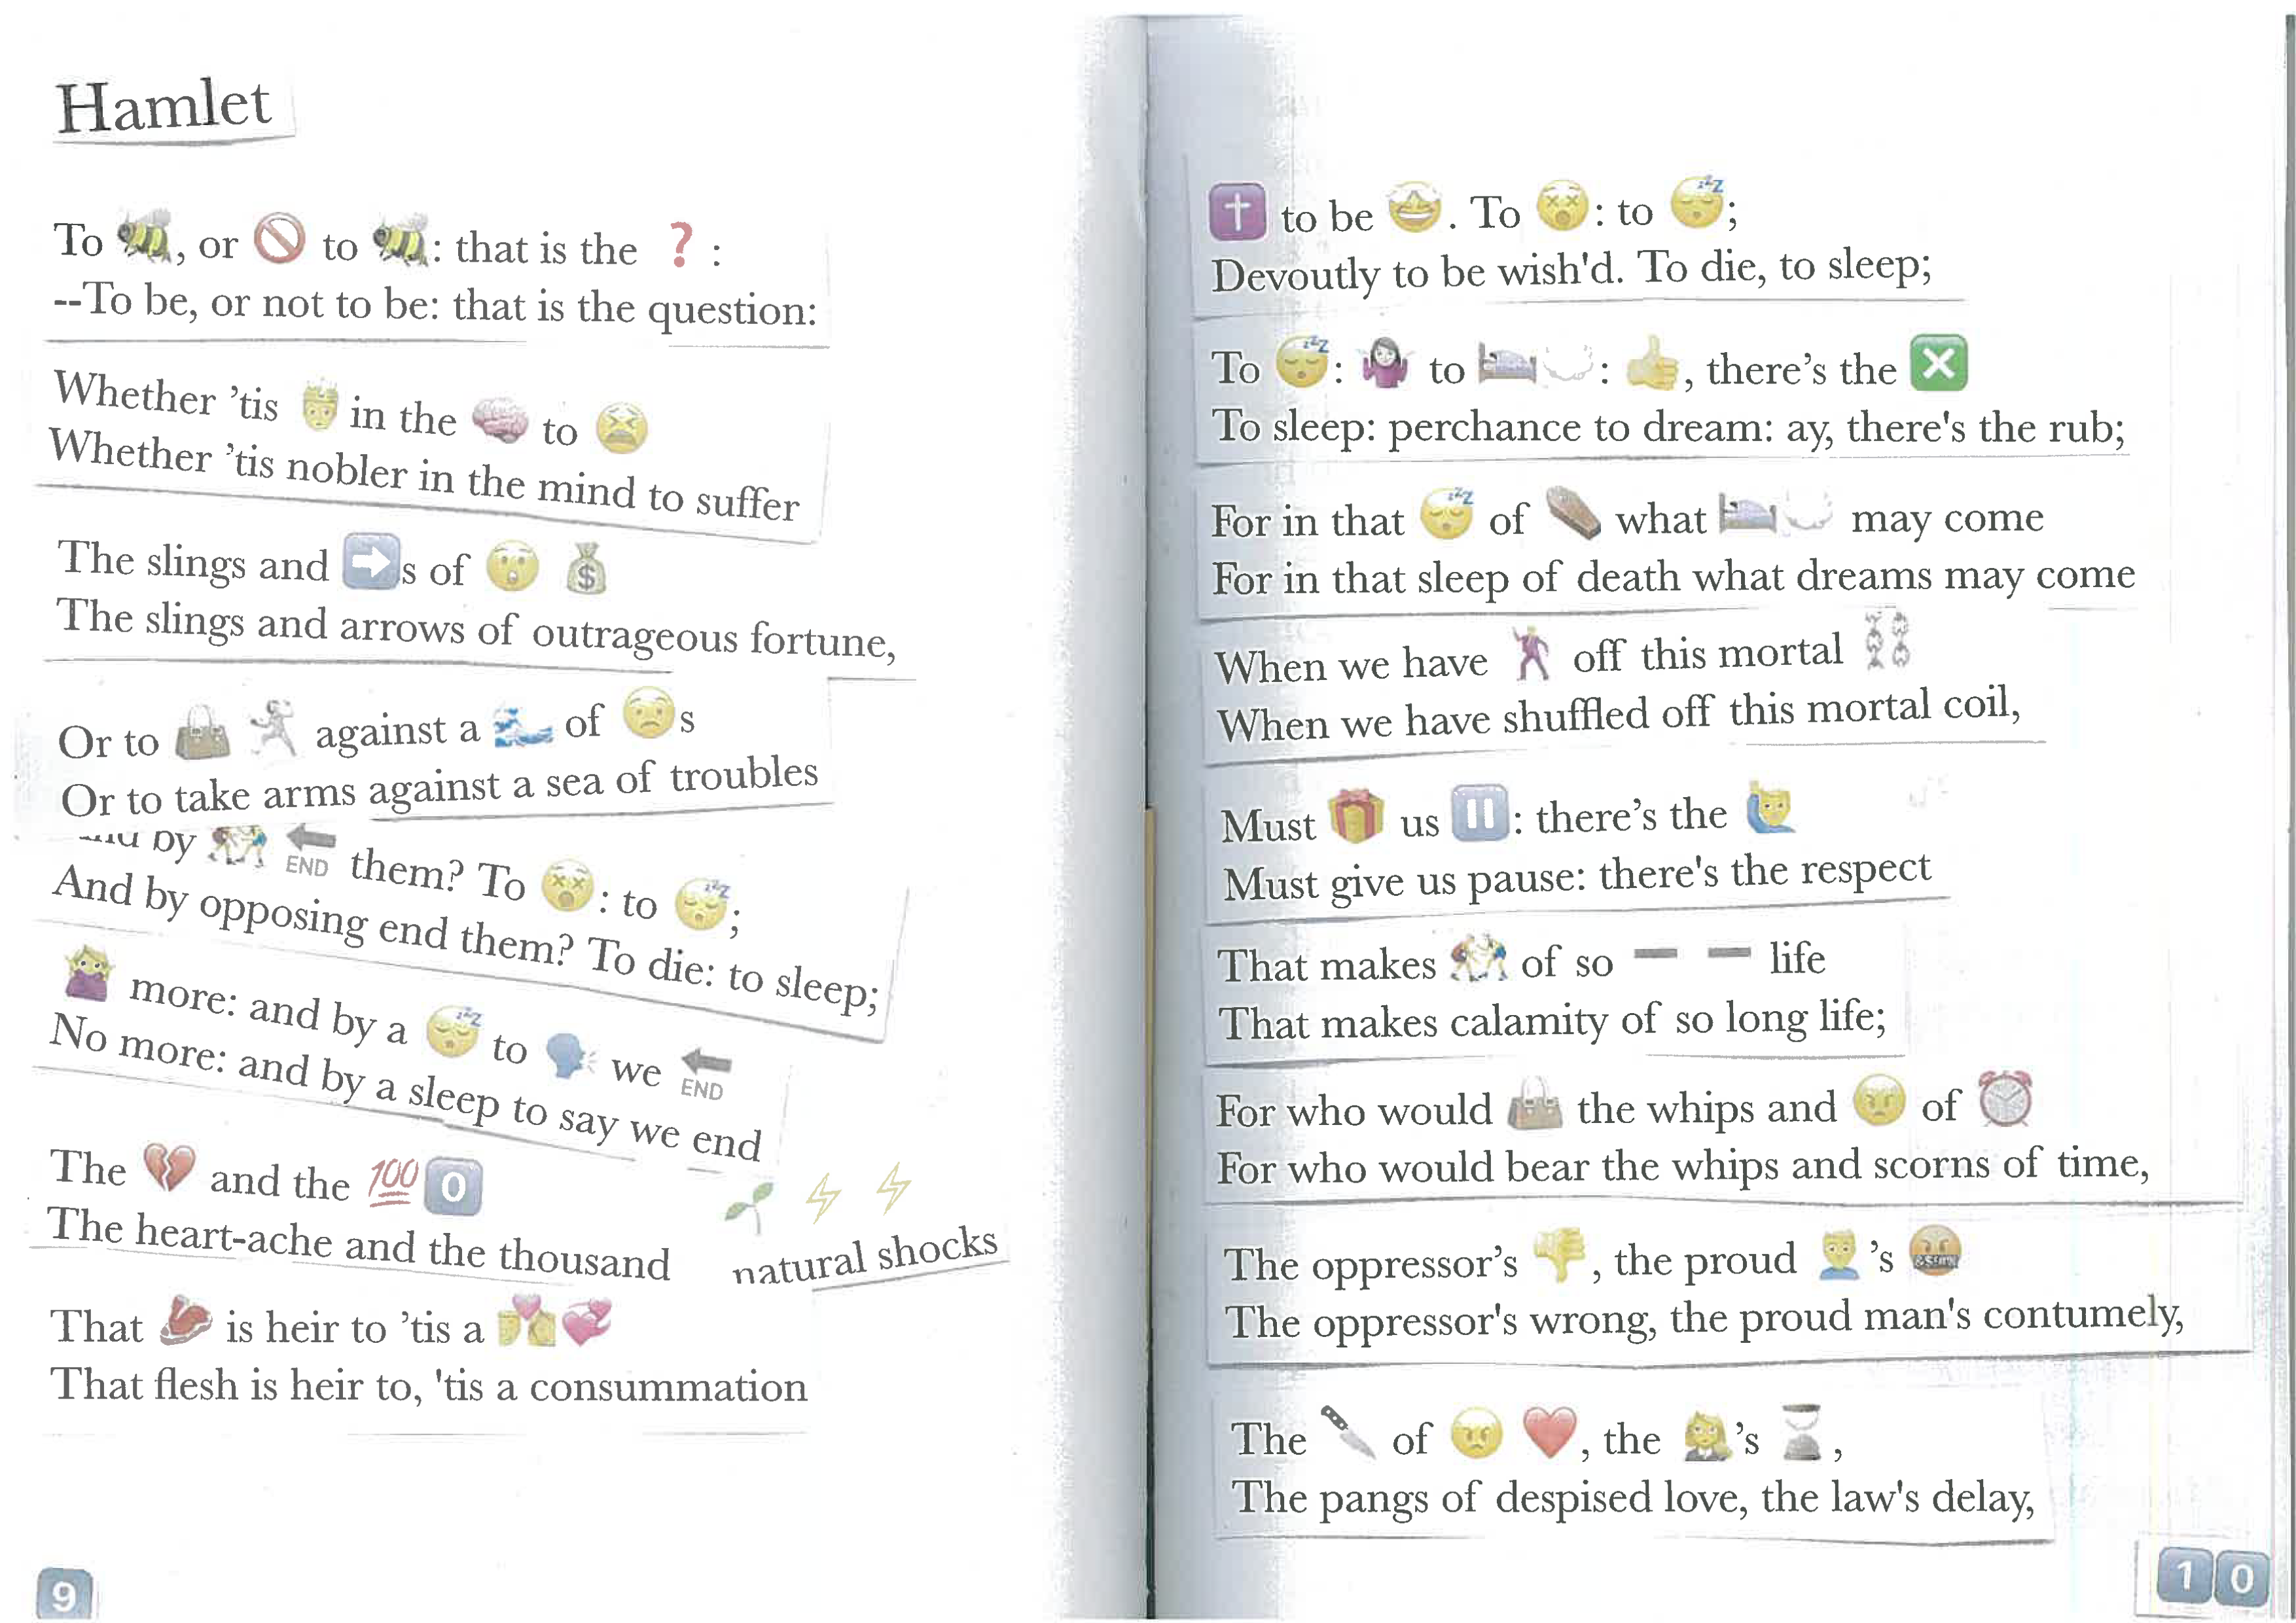 Hamlet
To 🐝, or 🚫 to 🐝: that is the ❓ :
--To be, or not to be: that is the question:
Whether ’tis 🤴 in the 🧠 to 😫
Whether ’tis nobler in the mind to suffer
The slings and ➡️s of 😯 💰
The slings and arrows of outrageous fortune,
Or to 👜 🏃 against a 🌊 of 😟s
Or to take arms against a sea of troubles
by 🤼 🔚 them? To 😵: to 😴;
And by opposing end them? To die: to sleep;
🙅 more: and by a 😴 to 🗣️ we 🔚
No more: and by a sleep to say we end
The 💔 and the 💯 0️⃣
The heart-ache and the thousand
🌱 ⚡ ⚡
natural shocks
That 🥩 is heir to ’tis a 💏💞
That flesh is heir to, 'tis a consummation
9
✝️ to be 🤩. To 😵: to 😴;
Devoutly to be wish'd. To die, to sleep;
To 😴: 🤷‍♀️ to 🛏️💭: 👍, there’s the ❎
To sleep: perchance to dream: ay, there's the rub;
For in that 😴 of ⚰️ what 🛏️💭 may come
For in that sleep of death what dreams may come
When we have 🕺 off this mortal ⛓️
When we have shuffled off this mortal coil,
Must 🎁 us ⏸️: there’s the 🙋‍♂️
Must give us pause: there's the respect
That makes 🤼 of so ➖ ➖ life
That makes calamity of so long life;
For who would 👜 the whips and 😠 of ⏰
For who would bear the whips and scorns of time,
The oppressor’s 👎, the proud 🤦‍♂️’s 🤬
The oppressor's wrong, the proud man's contumely,
The 🔪 of 😠 ❤️, the 👩‍⚖️’s ⏳,
The pangs of despised love, the law's delay,
10